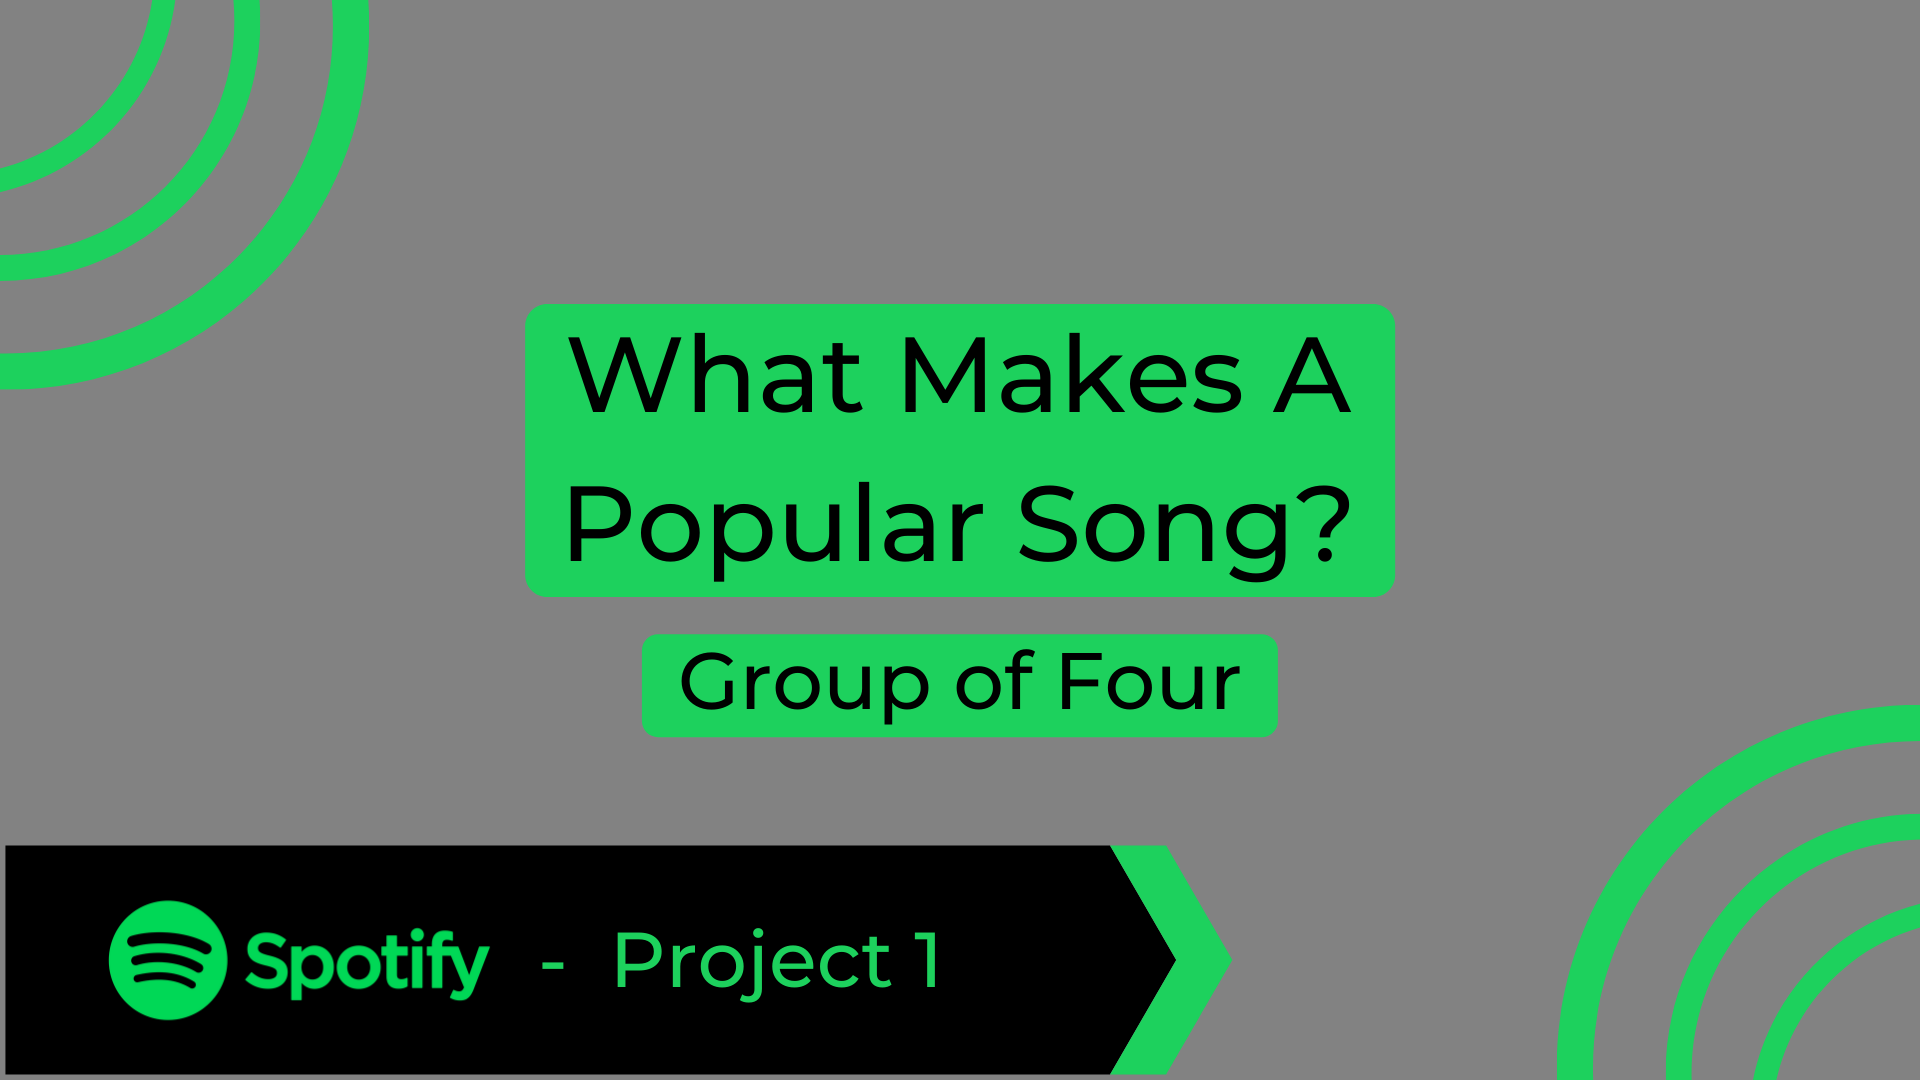 What Makes A
Popular Song?
Group of Four
Spotify - Project 1